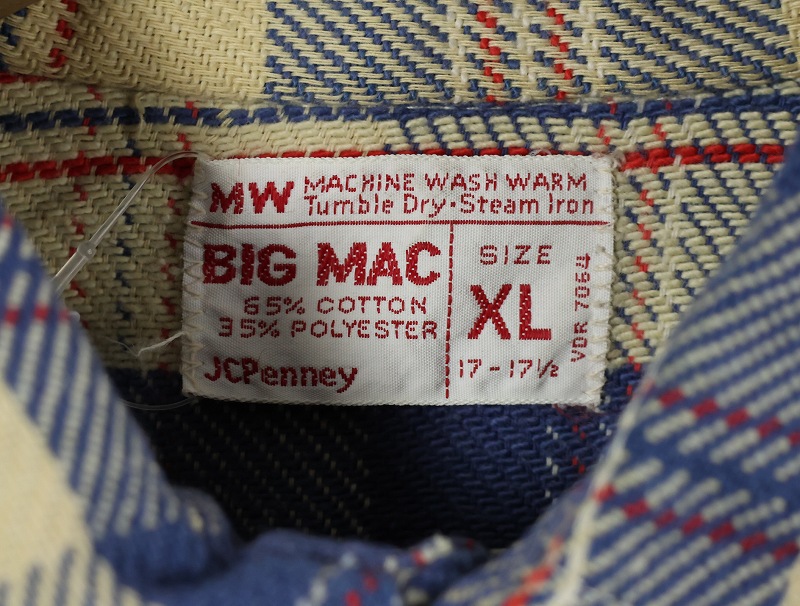 MW MACHINE WASH WARM
Tumble Dry·Steam Iron
BIG MAC
65% COTTON
35% POLYESTER
JCPenney
SIZE
XL
17 - 17½
VDR 7064